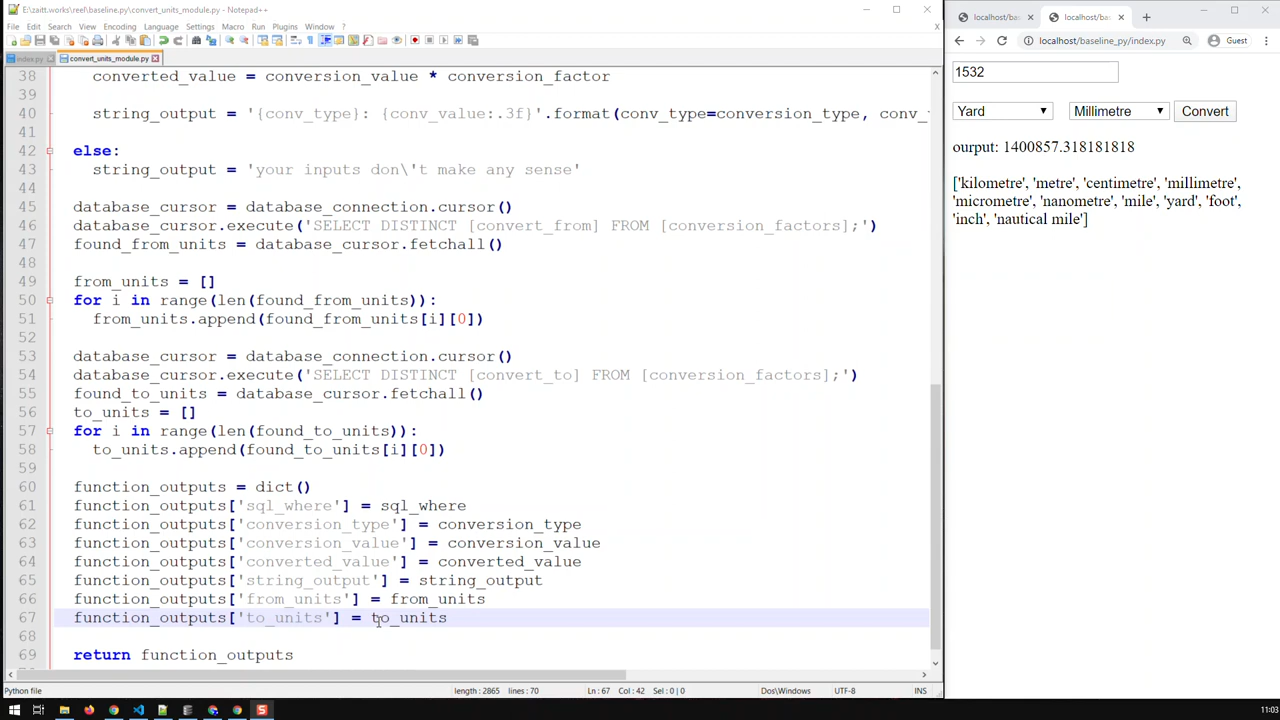 E:\zaitt.works\reel\baseline_py\convert_units_module.py - Notepad++
File Edit Search View Encoding Language Settings Macro Run Plugins Window ?
index.py convert_units_module.py
38 converted_value = conversion_value * conversion_factor
39
40 string_output = '{conv_type}: {conv_value:.3f}'.format(conv_type=conversion_type, conv_
41
42 else:
43 string_output = 'your inputs don\'t make any sense'
44
45 database_cursor = database_connection.cursor()
46 database_cursor.execute('SELECT DISTINCT [convert_from] FROM [conversion_factors];')
47 found_from_units = database_cursor.fetchall()
48
49 from_units = []
50 for i in range(len(found_from_units)):
51 from_units.append(found_from_units[i][0])
52
53 database_cursor = database_connection.cursor()
54 database_cursor.execute('SELECT DISTINCT [convert_to] FROM [conversion_factors];')
55 found_to_units = database_cursor.fetchall()
56 to_units = []
57 for i in range(len(found_to_units)):
58 to_units.append(found_to_units[i][0])
59
60 function_outputs = dict()
61 function_outputs['sql_where'] = sql_where
62 function_outputs['conversion_type'] = conversion_type
63 function_outputs['conversion_value'] = conversion_value
64 function_outputs['converted_value'] = converted_value
65 function_outputs['string_output'] = string_output
66 function_outputs['from_units'] = from_units
67 function_outputs['to_units'] = to_units
68
69 return function_outputs
Python file length : 2865 lines : 70 Ln : 67 Col : 42 Sel : 0 | 0 Dos\Windows UTF-8 INS
localhost/bas localhost/bas
localhost/baseline_py/index.py Guest
1532
Yard Millimetre Convert
ourput: 1400857.318181818
['kilometre', 'metre', 'centimetre', 'millimetre',
'micrometre', 'nanometre', 'mile', 'yard', 'foot',
'inch', 'nautical mile']
11:03